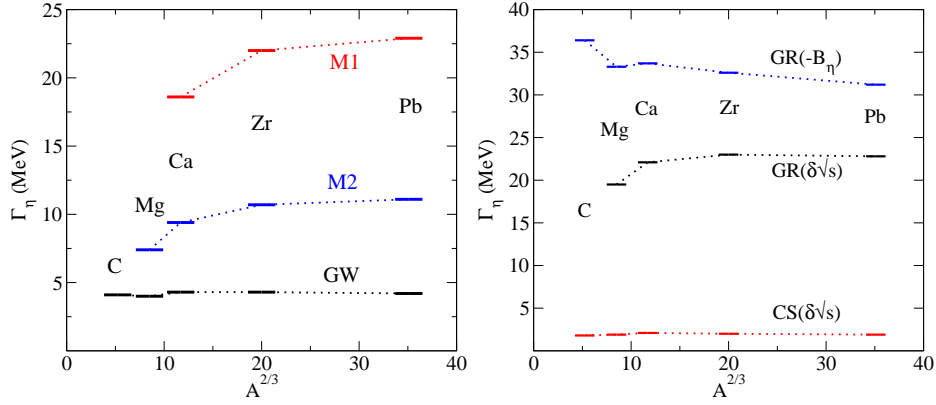 25
20
15
10
5
0
10
20
30
40
Γη (MeV)
A^2/3
M1
Pb
Zr
Ca
M2
Mg
C
GW
40
35
30
25
20
15
10
5
0
10
20
30
40
Γη (MeV)
A^2/3
GR(-Bη)
Ca
Zr
Pb
Mg
GR(δ√s)
C
CS(δ√s)